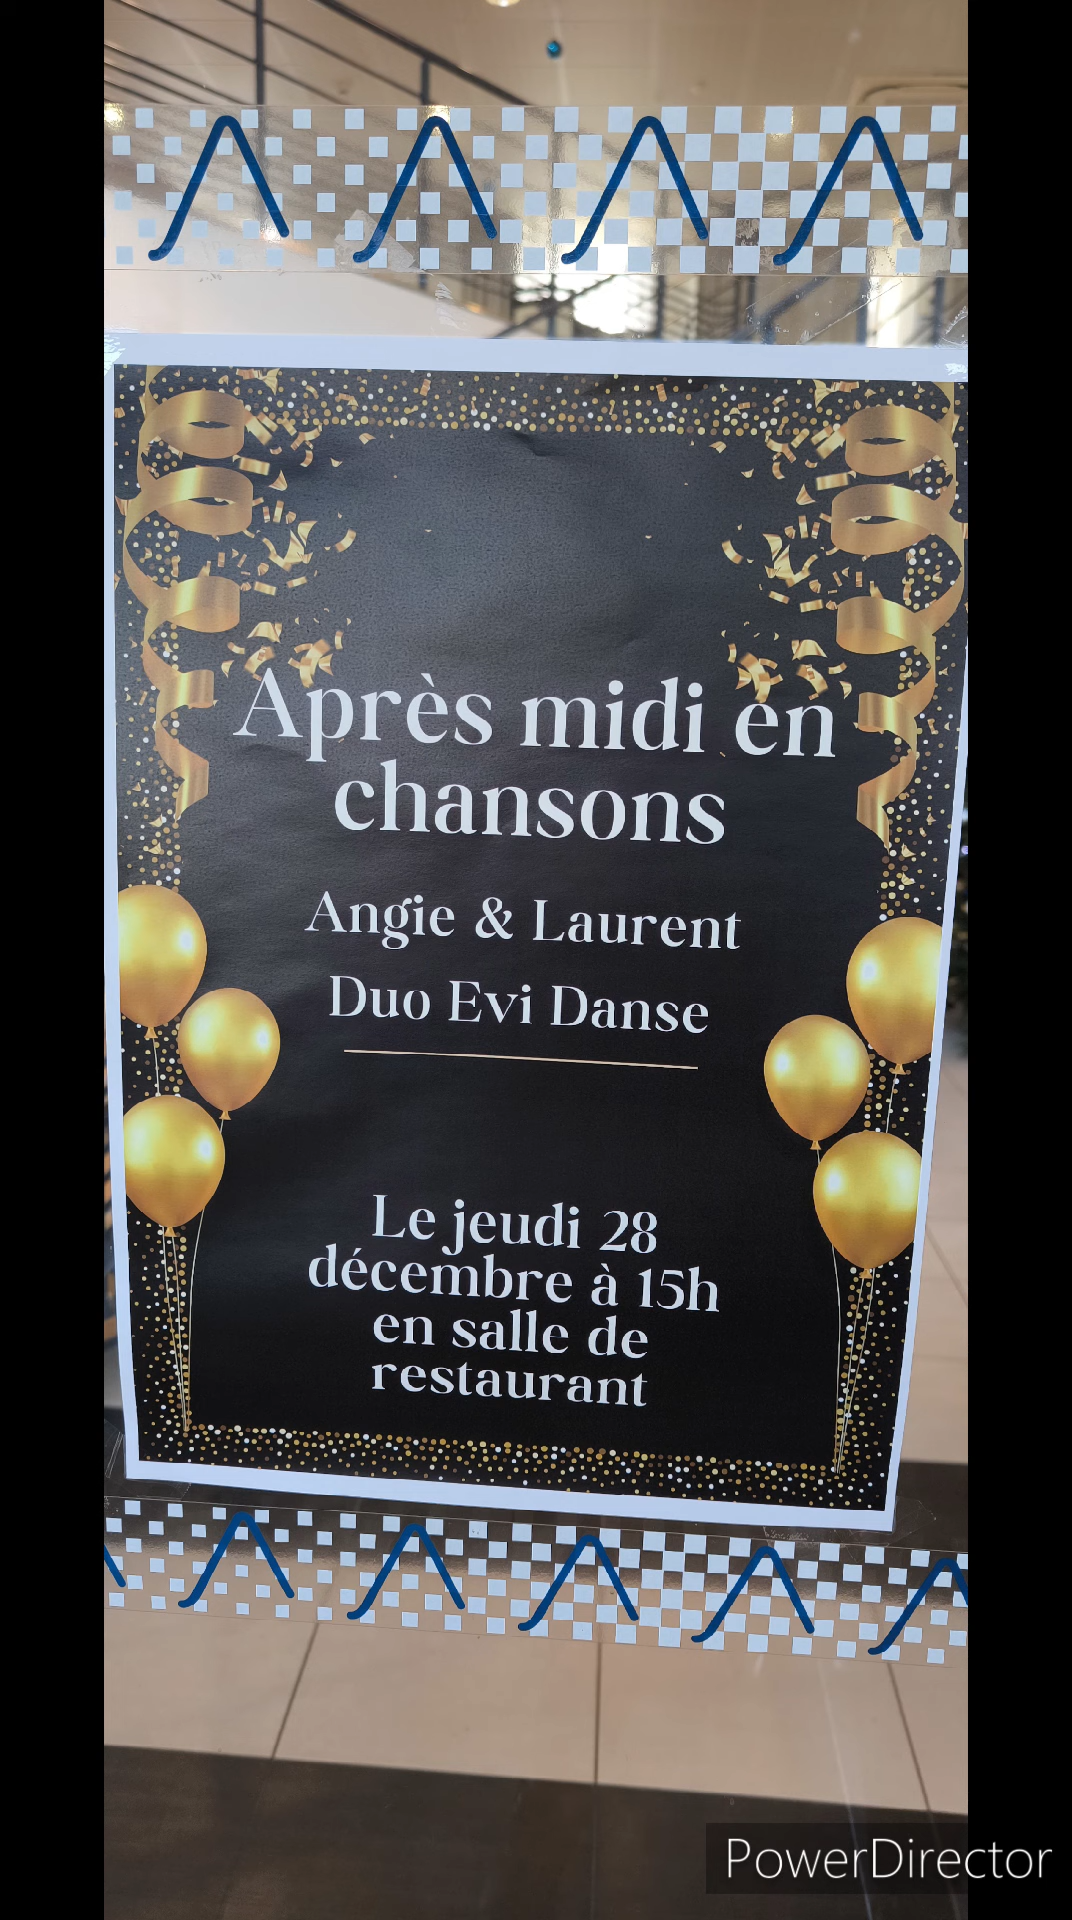 Après midi en
chansons
Angie & Laurent
Duo Evi Danse
Le jeudi 28
décembre à 15h
en salle de
restaurant
PowerDirector